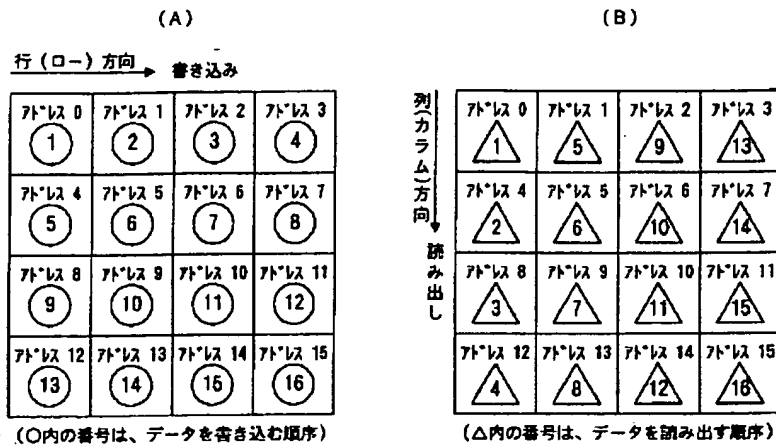 (A)
行(ロー)方向
書き込み
アドレス 0 アドレス 1 アドレス 2 アドレス 3
1 2 3 4
アドレス 4 アドレス 5 アドレス 6 アドレス 7
5 6 7 8
アドレス 8 アドレス 9 アドレス 10 アドレス 11
9 10 11 12
アドレス 12 アドレス 13 アドレス 14 アドレス 15
13 14 15 16
(○内の番号は、データを書き込む順序)
(B)
列(カラム)方向
読み出し
アドレス 0 アドレス 1 アドレス 2 アドレス 3
1 5 9 13
アドレス 4 アドレス 5 アドレス 6 アドレス 7
2 6 10 14
アドレス 8 アドレス 9 アドレス 10 アドレス 11
3 7 11 15
アドレス 12 アドレス 13 アドレス 14 アドレス 15
4 8 12 16
(△内の番号は、データを読み出す順序)